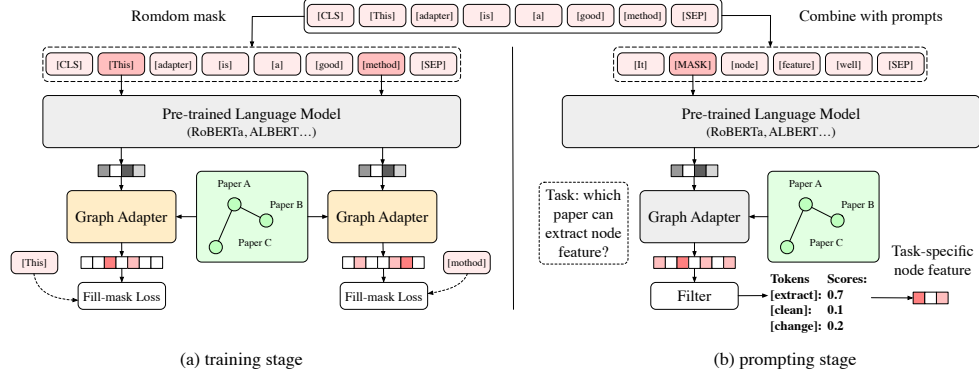 Romdom mask
[CLS] [This] [adapter] [is] [a] [good] [method] [SEP]
Combine with prompts
[CLS] [This] [adapter] [is] [a] [good] [method] [SEP]
Pre-trained Language Model
(RoBERTa, ALBERT…)
Graph Adapter
Paper A
Paper B
Paper C
Graph Adapter
[This]
[mothod]
Fill-mask Loss
Fill-mask Loss
(a) training stage
[It] [MASK] [node] [feature] [well] [SEP]
Pre-trained Language Model
(RoBERTa, ALBERT…)
Task: which
paper can
extract node
feature?
Graph Adapter
Paper A
Paper B
Paper C
Filter
Tokens Scores:
[extract]: 0.7
[clean]: 0.1
[change]: 0.2
Task-specific
node feature
(b) prompting stage